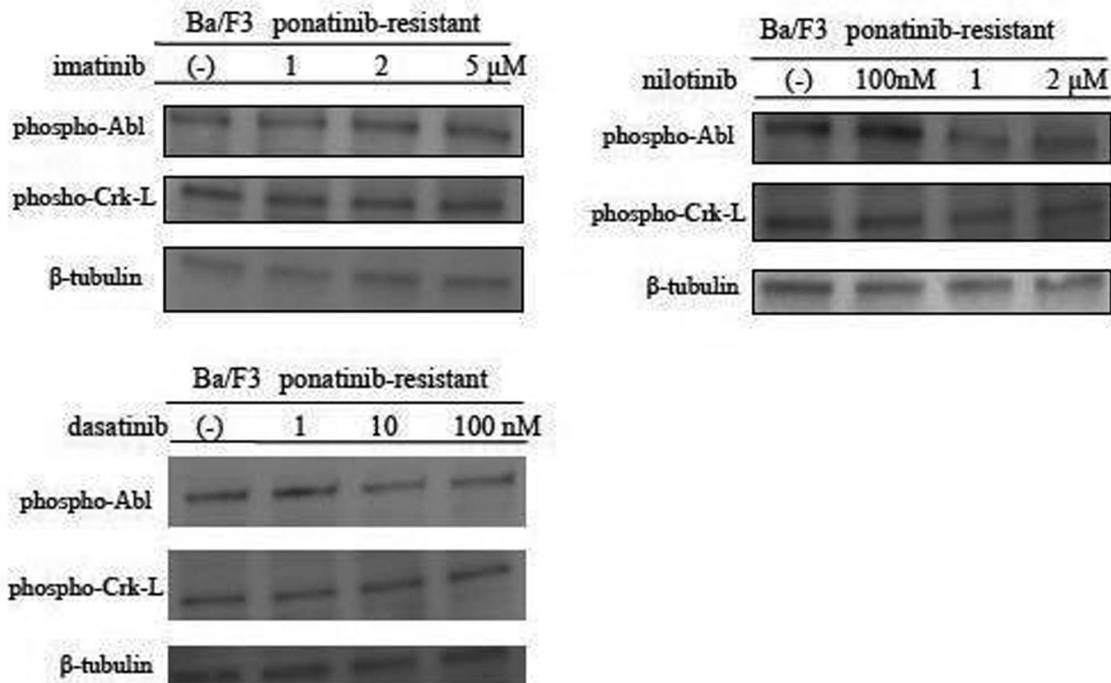 Ba/F3 ponatinib-resistant
imatinib (-) 1 2 5 μM
phospho-Abl
phosho-Crk-L
β-tubulin
Ba/F3 ponatinib-resistant
nilotinib (-) 100nM 1 2 μM
phospho-Abl
phospho-Crk-L
β-tubulin
Ba/F3 ponatinib-resistant
dasatinib (-) 1 10 100 nM
phospho-Abl
phospho-Crk-L
β-tubulin